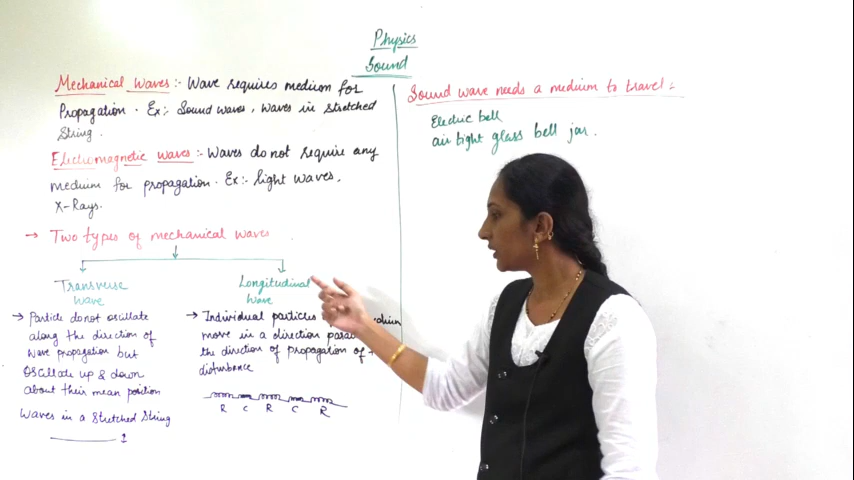 Physics
Sound
Mechanical Waves :- Wave requires medium for
Propagation. Ex:- Sound waves, Waves in stretched
String.
Electromagnetic waves :- Waves do not require any
medium for propagation. Ex:- light waves,
X-Rays.
→ Two types of mechanical waves
Transverse
Wave
→ Particle do not oscillate
along the direction of
wave propagation but
Oscillate up & down
about their mean position
Waves in a Stretched String
Longitudinal
Wave
→ Individual particles
move in a direction
the direction of propagation of
disturbance
R C R C R
Sound wave needs a medium to travel :-
Electric bell
air tight glass bell jar.